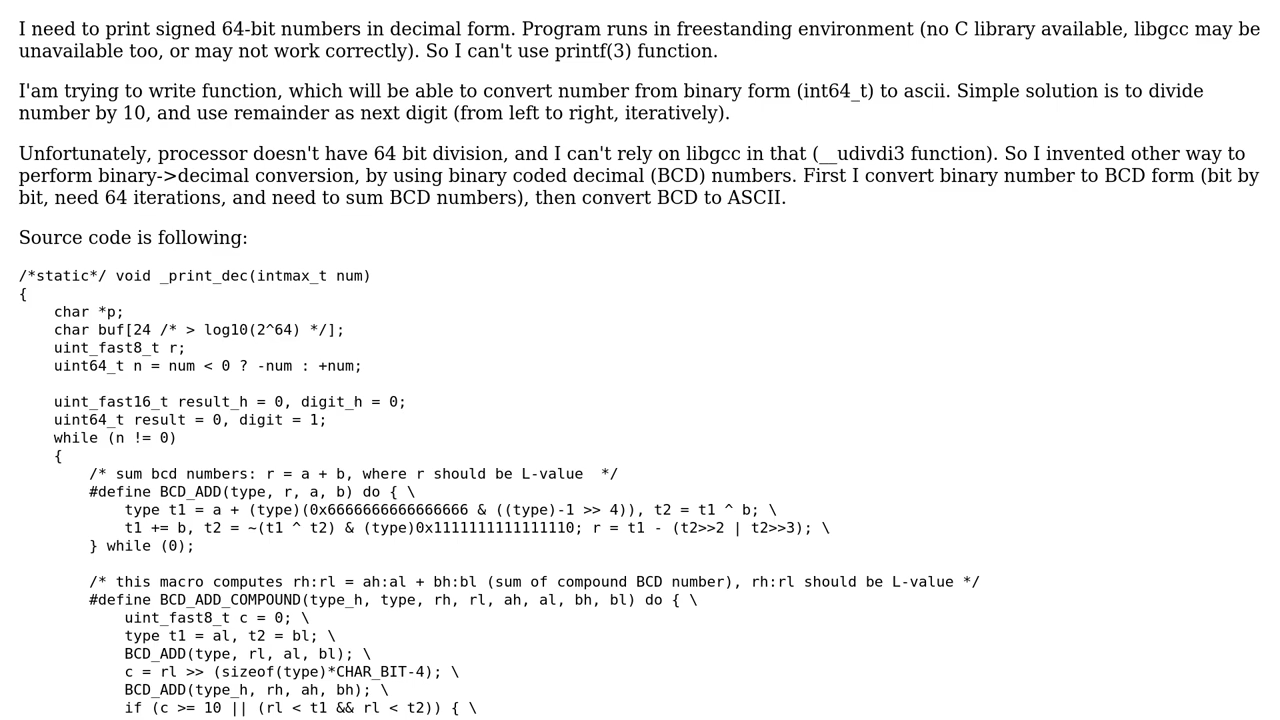 I need to print signed 64-bit numbers in decimal form. Program runs in freestanding environment (no C library available, libgcc may be
unavailable too, or may not work correctly). So I can't use printf(3) function.
I'am trying to write function, which will be able to convert number from binary form (int64_t) to ascii. Simple solution is to divide
number by 10, and use remainder as next digit (from left to right, iteratively).
Unfortunately, processor doesn't have 64 bit division, and I can't rely on libgcc in that (__udivdi3 function). So I invented other way to
perform binary->decimal conversion, by using binary coded decimal (BCD) numbers. First I convert binary number to BCD form (bit by
bit, need 64 iterations, and need to sum BCD numbers), then convert BCD to ASCII.
Source code is following:
/*static*/ void _print_dec(intmax_t num)
{
    char *p;
    char buf[24 /* > log10(2^64) */];
    uint_fast8_t r;
    uint64_t n = num < 0 ? -num : +num;
    uint_fast16_t result_h = 0, digit_h = 0;
    uint64_t result = 0, digit = 1;
    while (n != 0)
    {
        /* sum bcd numbers: r = a + b, where r should be L-value  */
        #define BCD_ADD(type, r, a, b) do { \
            type t1 = a + (type)(0x6666666666666666 & ((type)-1 >> 4)), t2 = t1 ^ b; \
            t1 += b, t2 = ~(t1 ^ t2) & (type)0x1111111111111110; r = t1 - (t2>>2 | t2>>3); \
        } while (0);
        /* this macro computes rh:rl = ah:al + bh:bl (sum of compound BCD number), rh:rl should be L-value */
        #define BCD_ADD_COMPOUND(type_h, type, rh, rl, ah, al, bh, bl) do { \
            uint_fast8_t c = 0; \
            type t1 = al, t2 = bl; \
            BCD_ADD(type, rl, al, bl); \
            c = rl >> (sizeof(type)*CHAR_BIT-4); \
            BCD_ADD(type_h, rh, ah, bh); \
            if (c >= 10 || (rl < t1 && rl < t2)) { \